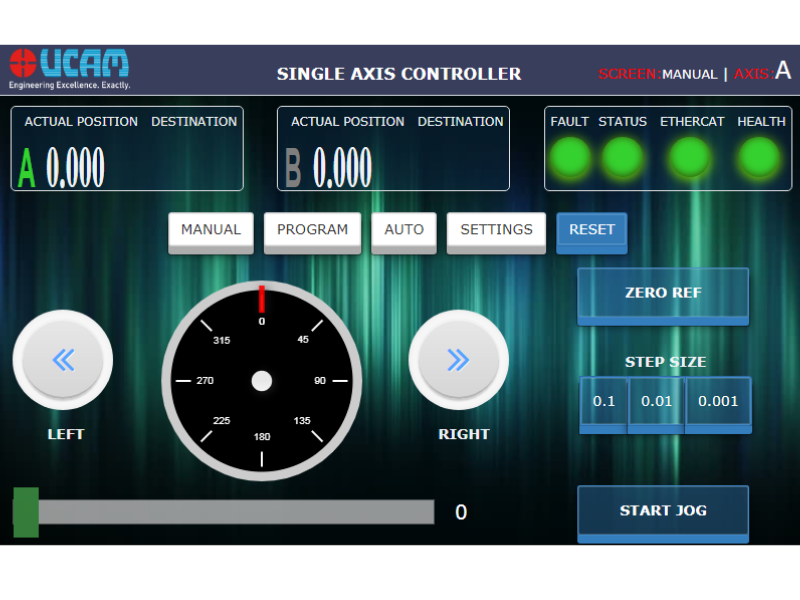 UCAM
Engineering Excellence. Exactly.
SINGLE AXIS CONTROLLER
SCREEN:MANUAL | AXIS:A
ACTUAL POSITION DESTINATION
A 0.000
ACTUAL POSITION DESTINATION
B 0.000
FAULT STATUS ETHERCAT HEALTH
MANUAL PROGRAM AUTO SETTINGS RESET
ZERO REF
0
315 45
270 90
225 135
180
LEFT
RIGHT
STEP SIZE
0.1 0.01 0.001
0
START JOG